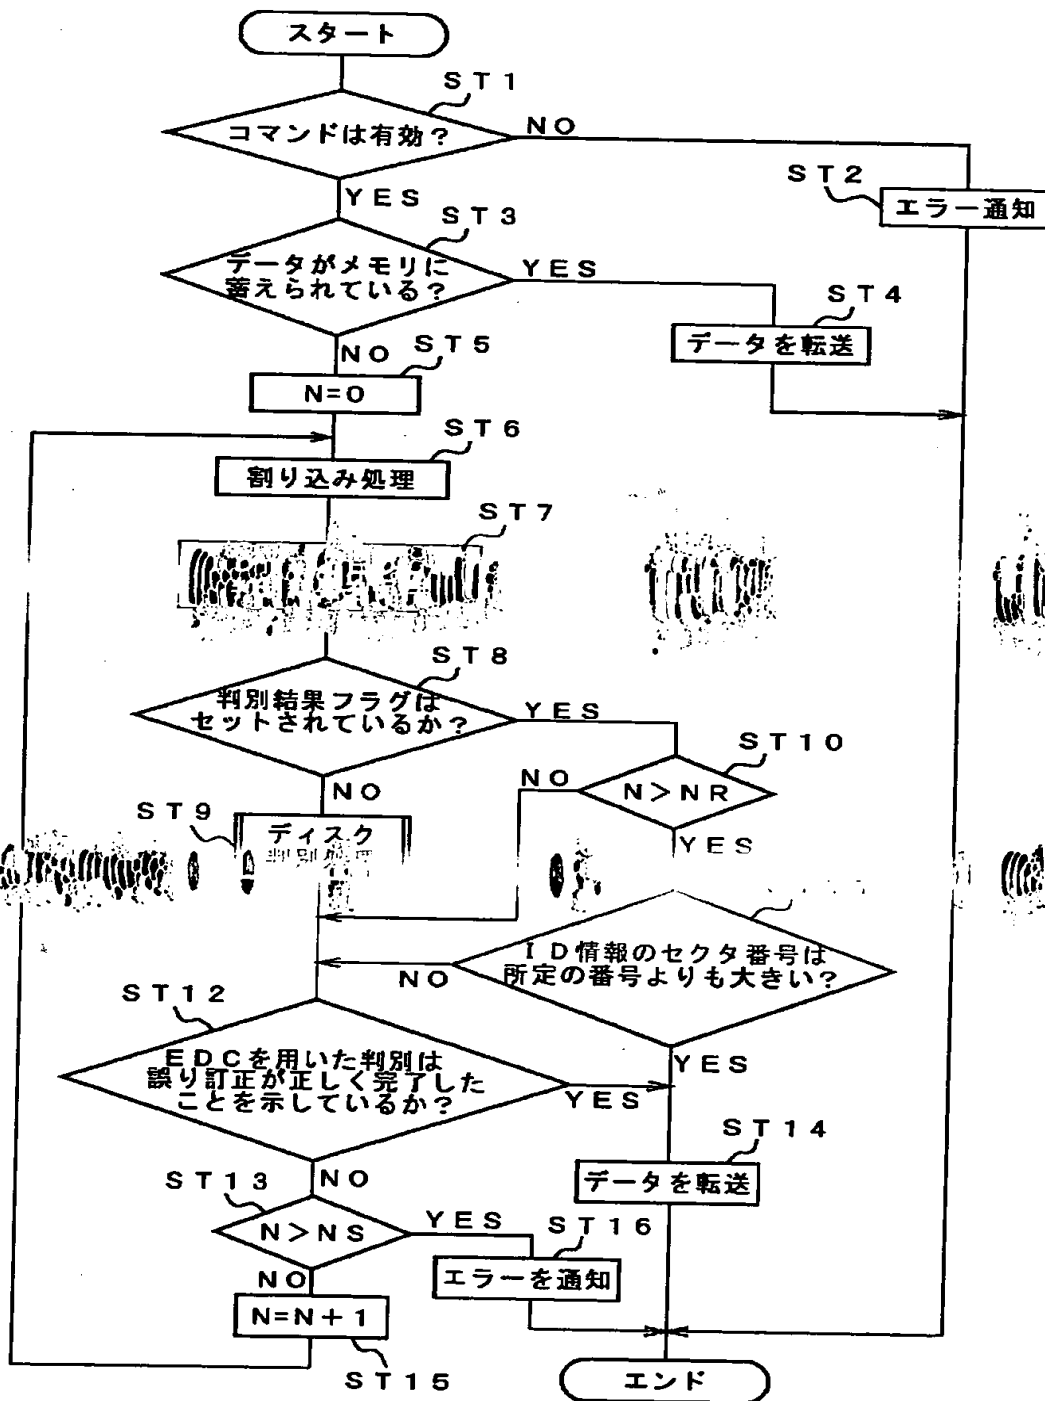 スタート
ST1
コマンドは有効?
NO
ST2
エラー通知
YES
ST3
データがメモリに
蓄えられている?
YES
ST4
データを転送
NO
ST5
N=0
ST6
割り込み処理
ST7
ST8
判別結果フラグは
セットされているか?
YES
ST10
N>NR
NO
YES
NO
ST9
ディスク
判別処理
ID情報のセクタ番号は
所定の番号よりも大きい?
NO
YES
ST12
EDCを用いた判別は
誤り訂正が正しく完了した
ことを示しているか?
YES
ST14
データを転送
NO
ST13
N>NS
YES
ST16
エラーを通知
NO
N=N+1
ST15
エンド